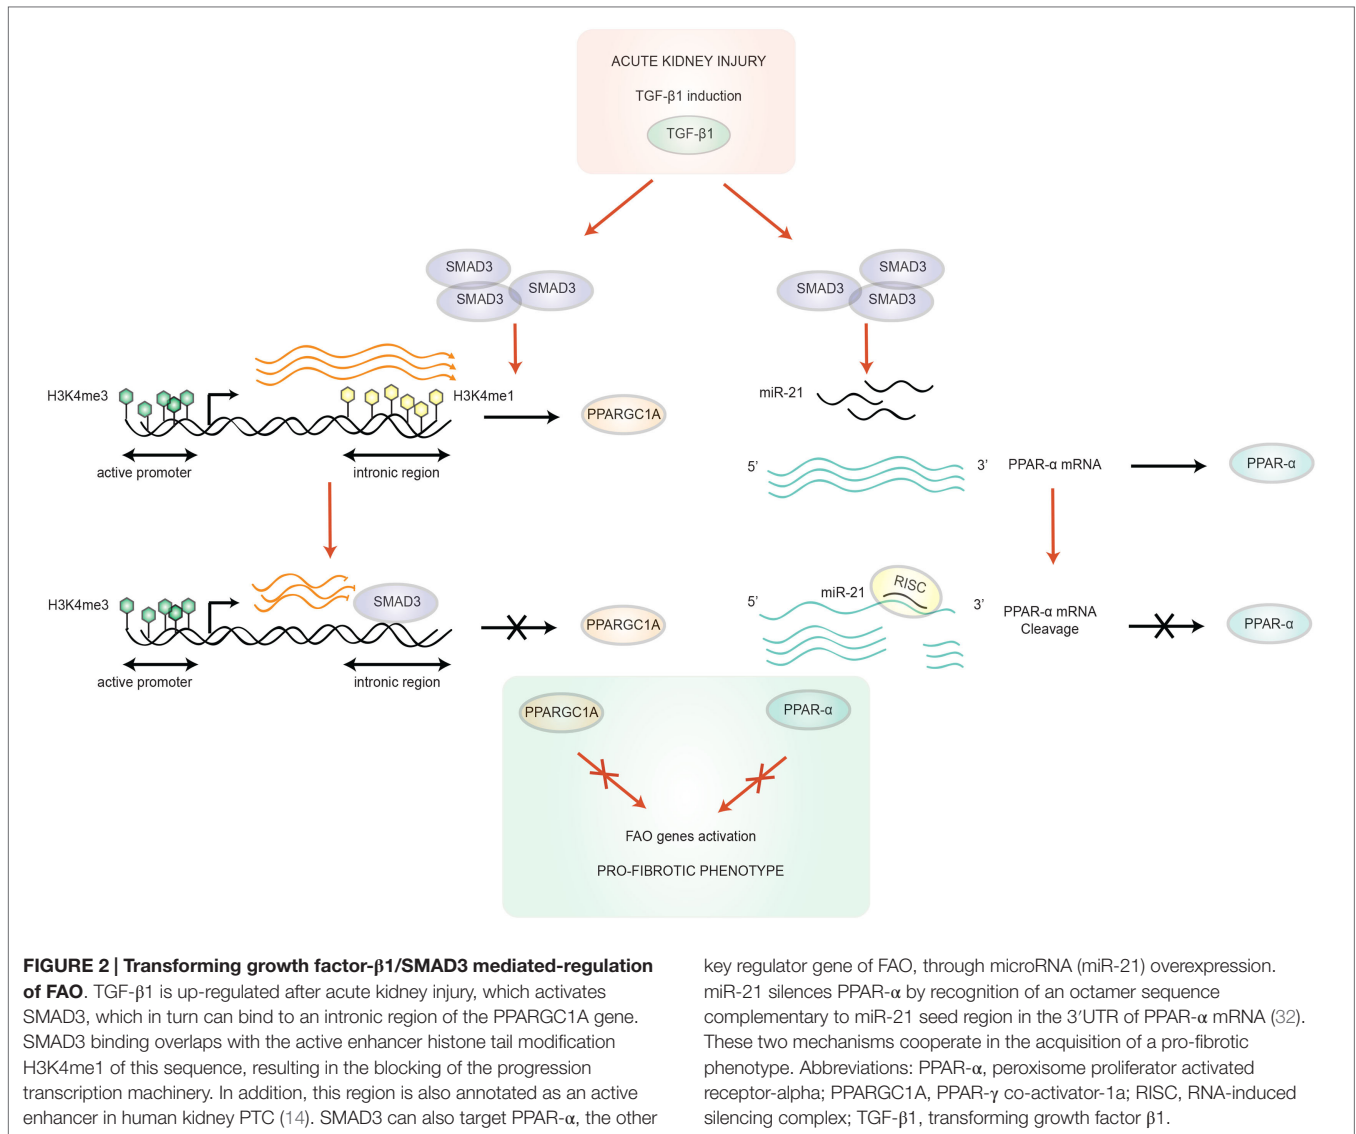 ACUTE KIDNEY INJURY
TGF-β1 induction
TGF-β1
SMAD3
SMAD3
SMAD3
SMAD3
SMAD3
SMAD3
H3K4me3
H3K4me1
PPARGC1A
active promoter
intronic region
miR-21
5’
3’
PPAR-α mRNA
PPAR-α
H3K4me3
SMAD3
PPARGC1A
active promoter
intronic region
miR-21
RISC
5’
3’
PPAR-α mRNA
Cleavage
PPAR-α
PPARGC1A
PPAR-α
FAO genes activation
PRO-FIBROTIC PHENOTYPE
FIGURE 2 | Transforming growth factor-β1/SMAD3 mediated-regulation
of FAO. TGF-β1 is up-regulated after acute kidney injury, which activates
SMAD3, which in turn can bind to an intronic region of the PPARGC1A gene.
SMAD3 binding overlaps with the active enhancer histone tail modification
H3K4me1 of this sequence, resulting in the blocking of the progression
transcription machinery. In addition, this region is also annotated as an active
enhancer in human kidney PTC (14). SMAD3 can also target PPAR-α, the other
key regulator gene of FAO, through microRNA (miR-21) overexpression.
miR-21 silences PPAR-α by recognition of an octamer sequence
complementary to miR-21 seed region in the 3′UTR of PPAR-α mRNA (32).
These two mechanisms cooperate in the acquisition of a pro-fibrotic
phenotype. Abbreviations: PPAR-α, peroxisome proliferator activated
receptor-alpha; PPARGC1A, PPAR-γ co-activator-1a; RISC, RNA-induced
silencing complex; TGF-β1, transforming growth factor β1.